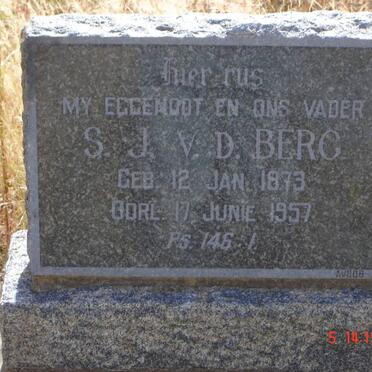 Hier rus
MY EGGENOOT EN ONS VADER
S. J. V. D. BERG
GEB. 12 JAN. 1873
OORL. 17 JUNIE 1957
PS. 146.1.